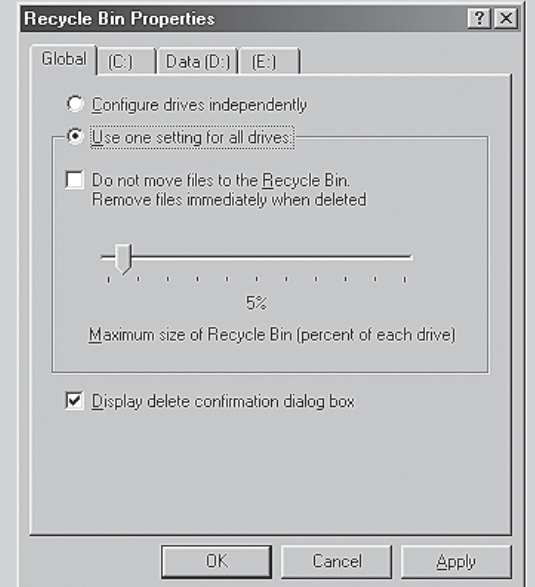 Recycle Bin Properties
Global (C:) Data (D:) (E:)
Configure drives independently
Use one setting for all drives:
Do not move files to the Recycle Bin.
Remove files immediately when deleted
5%
Maximum size of Recycle Bin (percent of each drive)
Display delete confirmation dialog box
OK Cancel Apply